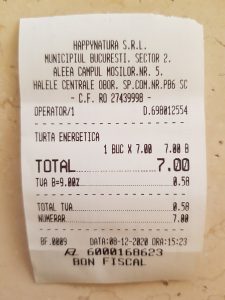 HAPPYNATURA S.R.L.
MUNICIPIUL BUCURESTI. SECTOR 2.
ALEEA CAMPUL MOSILOR.NR. 5.
HALELE CENTRALE OBOR. SP.COM.NR.PB6 SC
- C.F. RO 27439998 -
OPERATOR/1 D.69B012554
TURTA ENERGETICA
1 BUC X 7.00 7.00 B
TOTAL 7.00
TVA B=9.00% 0.58
TOTAL TVA 0.58
NUMERAR 7.00
BF.0009 DATA:08-12-2020 ORA:15:23
6000168623
BON FISCAL